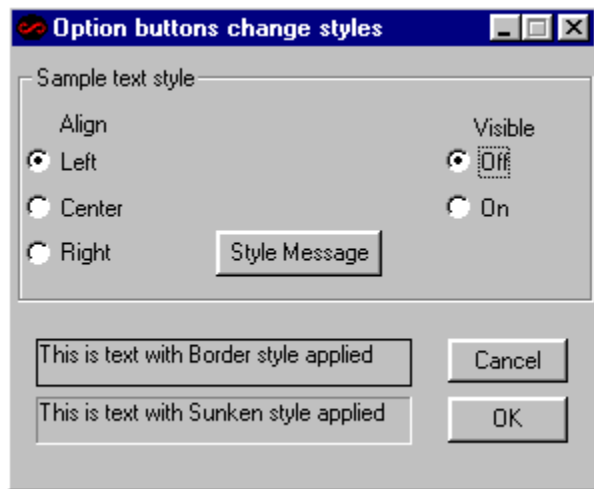 Option buttons change styles
Sample text style
Align
Visible
Left
Off
Center
On
Right
Style Message
This is text with Border style applied
Cancel
This is text with Sunken style applied
OK